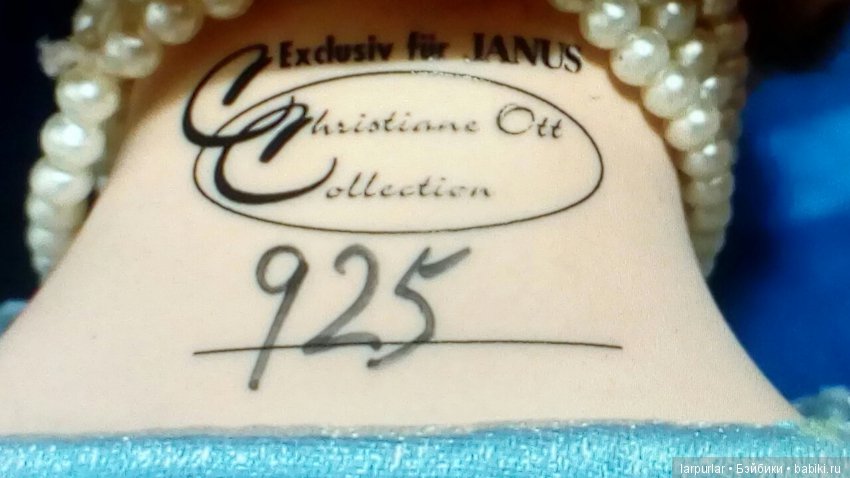 Exclusiv für JANUS
Christiane Ott
Collection
925
larpurlar • Бэйбики • babiki.ru